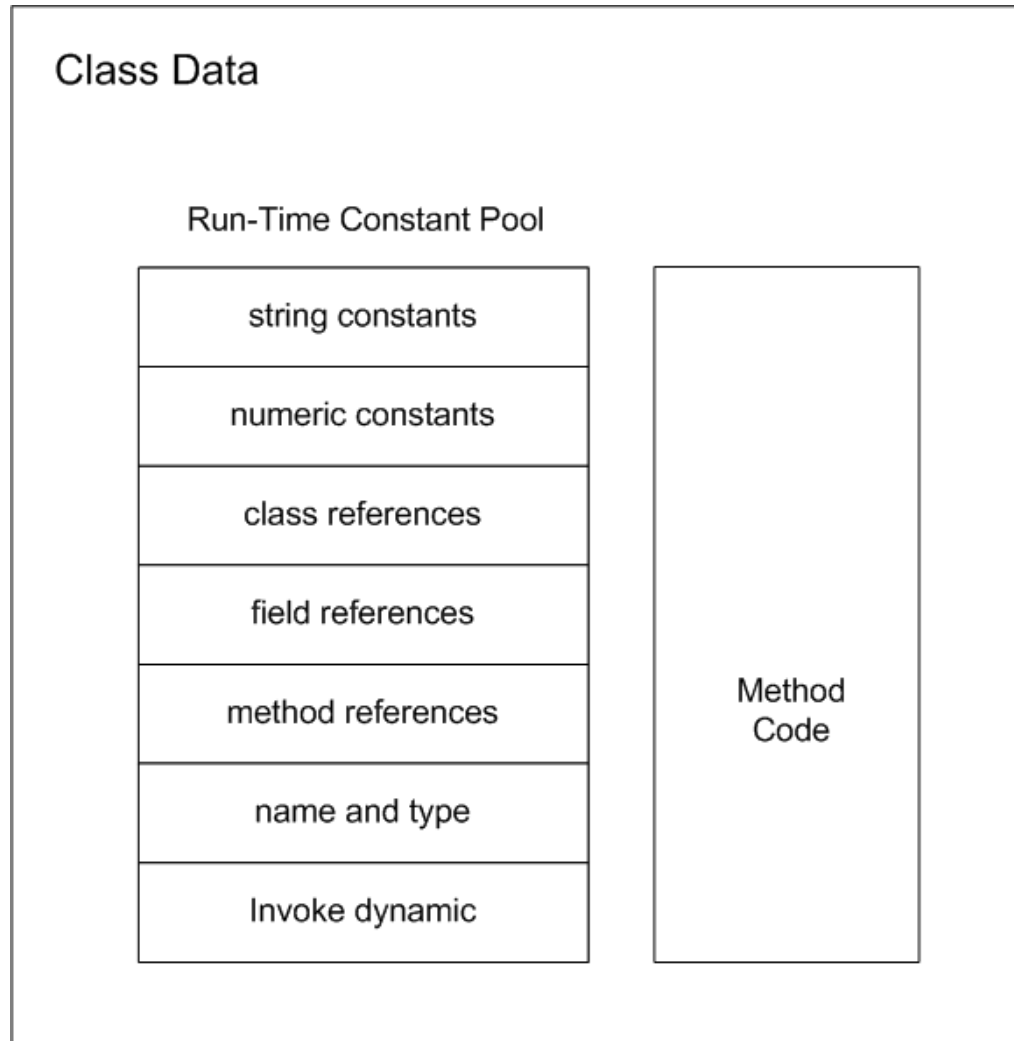 Class Data
Run-Time Constant Pool
string constants
numeric constants
class references
field references
method references
name and type
Invoke dynamic
Method
Code